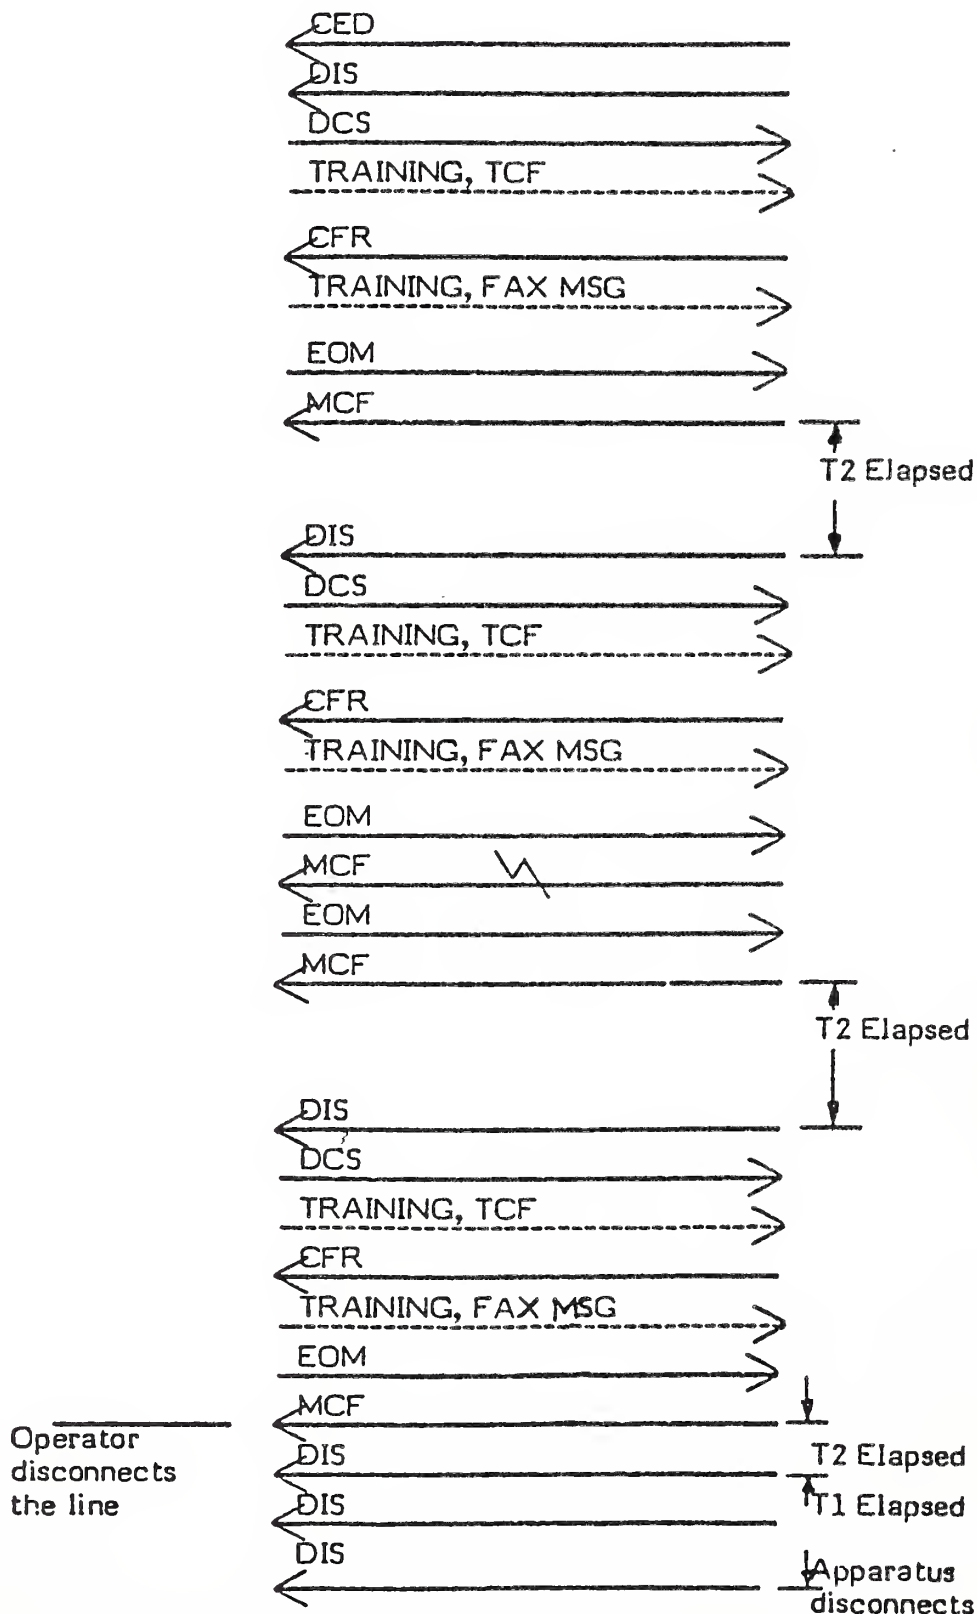 CED
DIS
DCS
TRAINING, TCF
CFR
TRAINING, FAX MSG
EOM
MCF
T2 Elapsed
DIS
DCS
TRAINING, TCF
CFR
TRAINING, FAX MSG
EOM
MCF
EOM
MCF
T2 Elapsed
DIS
DCS
TRAINING, TCF
CFR
TRAINING, FAX MSG
EOM
MCF
Operator
disconnects
the line
DIS
T2 Elapsed
DIS
T1 Elapsed
DIS
Apparatus
disconnects